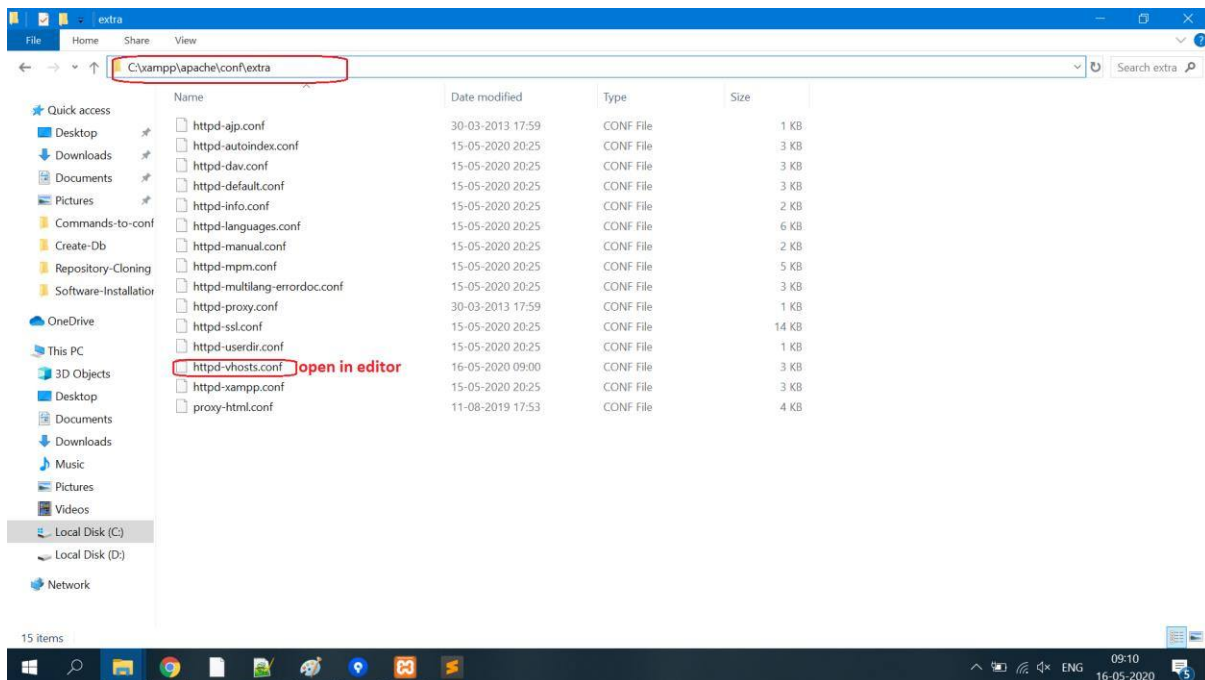 extra
File Home Share View
C:\xampp\apache\conf\extra
Search extra
Name Date modified Type Size
Quick access
Desktop
Downloads
Documents
Pictures
Commands-to-conf
Create-Db
Repository-Cloning
Software-Installation
OneDrive
This PC
3D Objects
Desktop
Documents
Downloads
Music
Pictures
Videos
Local Disk (C:)
Local Disk (D:)
Network
httpd-ajp.conf 30-03-2013 17:59 CONF File 1 KB
httpd-autoindex.conf 15-05-2020 20:25 CONF File 3 KB
httpd-dav.conf 15-05-2020 20:25 CONF File 3 KB
httpd-default.conf 15-05-2020 20:25 CONF File 3 KB
httpd-info.conf 15-05-2020 20:25 CONF File 2 KB
httpd-languages.conf 15-05-2020 20:25 CONF File 6 KB
httpd-manual.conf 15-05-2020 20:25 CONF File 2 KB
httpd-mpm.conf 15-05-2020 20:25 CONF File 5 KB
httpd-multilang-errordoc.conf 15-05-2020 20:25 CONF File 3 KB
httpd-proxy.conf 30-03-2013 17:59 CONF File 1 KB
httpd-ssl.conf 15-05-2020 20:25 CONF File 14 KB
httpd-userdir.conf 15-05-2020 20:25 CONF File 1 KB
httpd-vhosts.conf open in editor 16-05-2020 09:00 CONF File 3 KB
httpd-xampp.conf 15-05-2020 20:25 CONF File 3 KB
proxy-html.conf 11-08-2019 17:53 CONF File 4 KB
15 items
ENG
09:10
16-05-2020
5